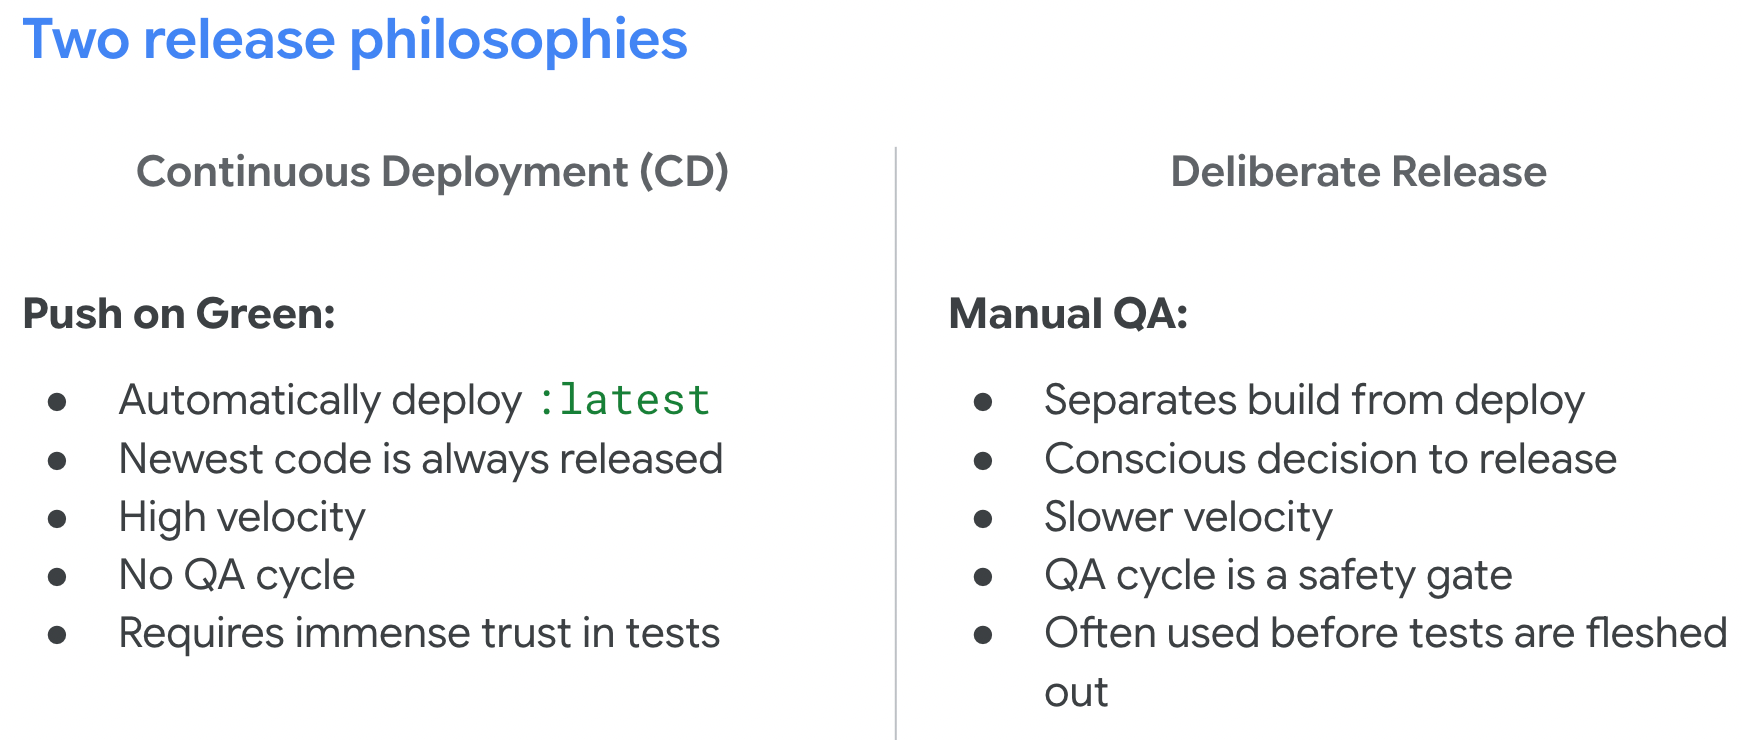 Two release philosophies
Continuous Deployment (CD)
Push on Green:
● Automatically deploy :latest
● Newest code is always released
● High velocity
● No QA cycle
● Requires immense trust in tests
Deliberate Release
Manual QA:
● Separates build from deploy
● Conscious decision to release
● Slower velocity
● QA cycle is a safety gate
● Often used before tests are fleshed
out